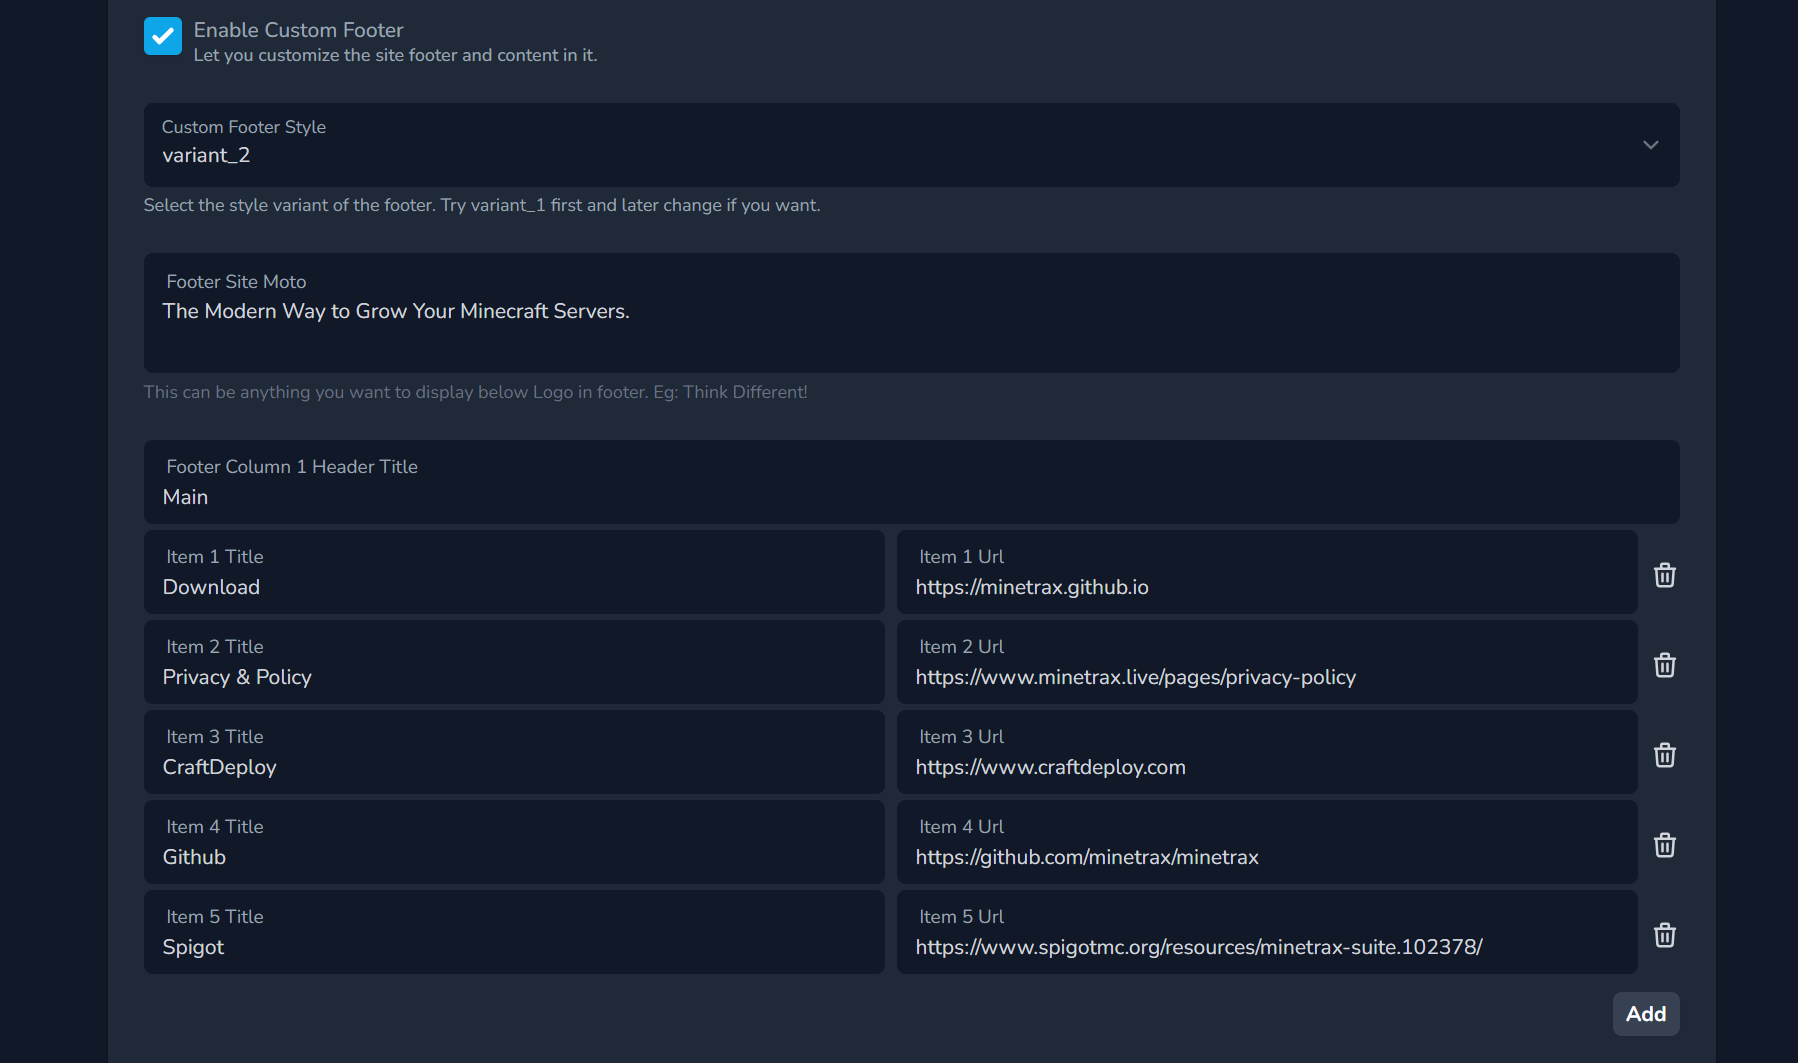 Enable Custom Footer
Let you customize the site footer and content in it.
Custom Footer Style
variant_2
Select the style variant of the footer. Try variant_1 first and later change if you want.
Footer Site Moto
The Modern Way to Grow Your Minecraft Servers.
This can be anything you want to display below Logo in footer. Eg: Think Different!
Footer Column 1 Header Title
Main
Item 1 Title
Download
Item 1 Url
https://minetrax.github.io
Item 2 Title
Privacy & Policy
Item 2 Url
https://www.minetrax.live/pages/privacy-policy
Item 3 Title
CraftDeploy
Item 3 Url
https://www.craftdeploy.com
Item 4 Title
Github
Item 4 Url
https://github.com/minetrax/minetrax
Item 5 Title
Spigot
Item 5 Url
https://www.spigotmc.org/resources/minetrax-suite.102378/
Add